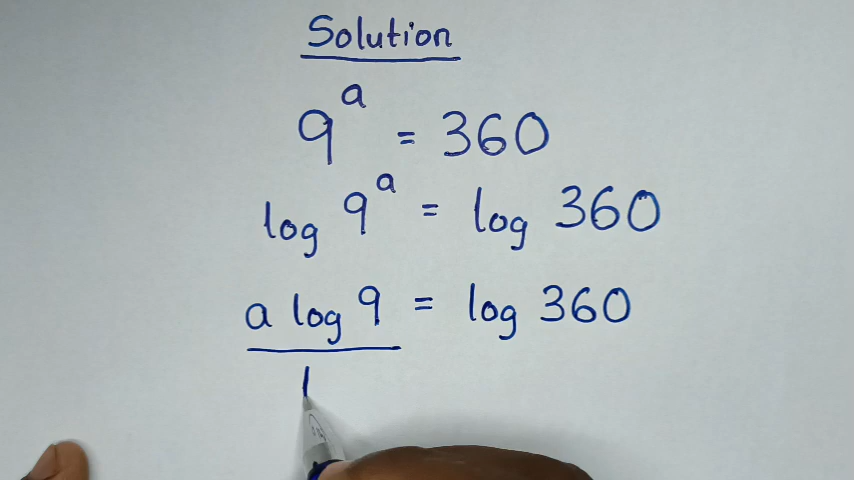 Solution
9^a = 360
log 9^a = log 360
a log 9 = log 360
l